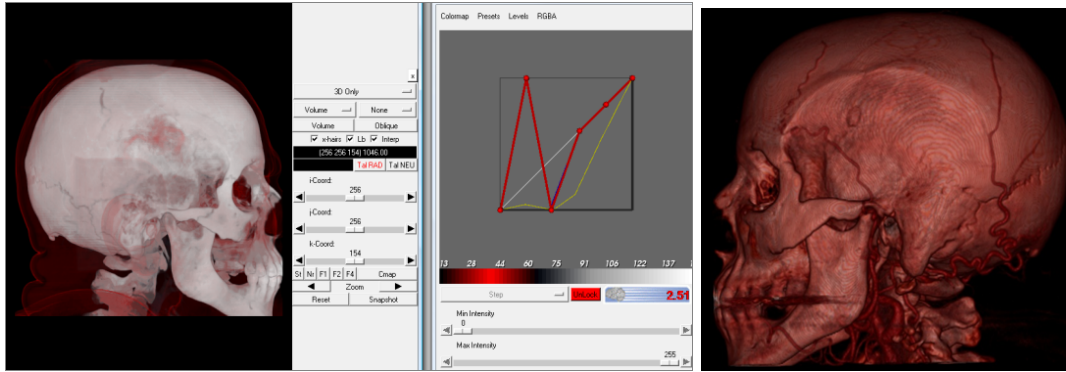 x
3D Only
Volume None
Volume Oblique
x-hairs Lb Interp
(256 256 154) 1046.00
Tal RAD Tal NEU
i-Coord:
256
j-Coord:
256
k-Coord:
154
St Nr F1 F2 F4 Cmap
Zoom
Reset Snapshot
Colormap Presets Levels RGBA
13 28 44 60 75 91 106 122 137
Step UnLock 2.51
Min Intensity
0
Max Intensity
255